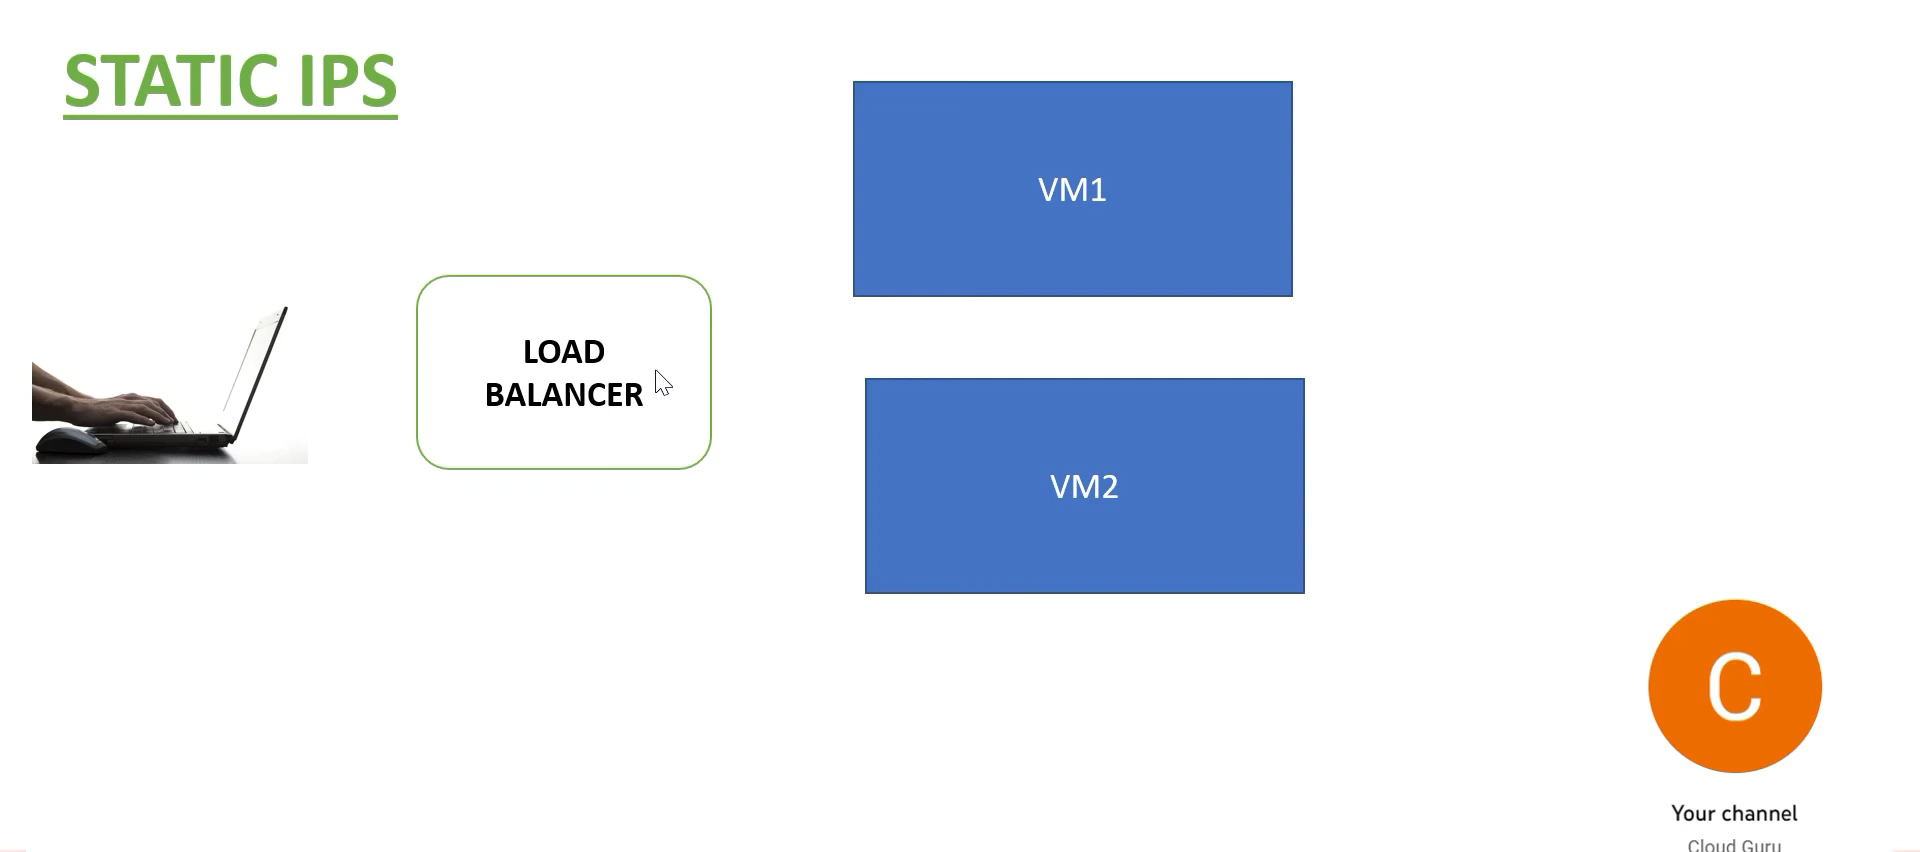 STATIC IPS
VM1
LOAD
BALANCER
VM2
C
Your channel
Cloud Guru